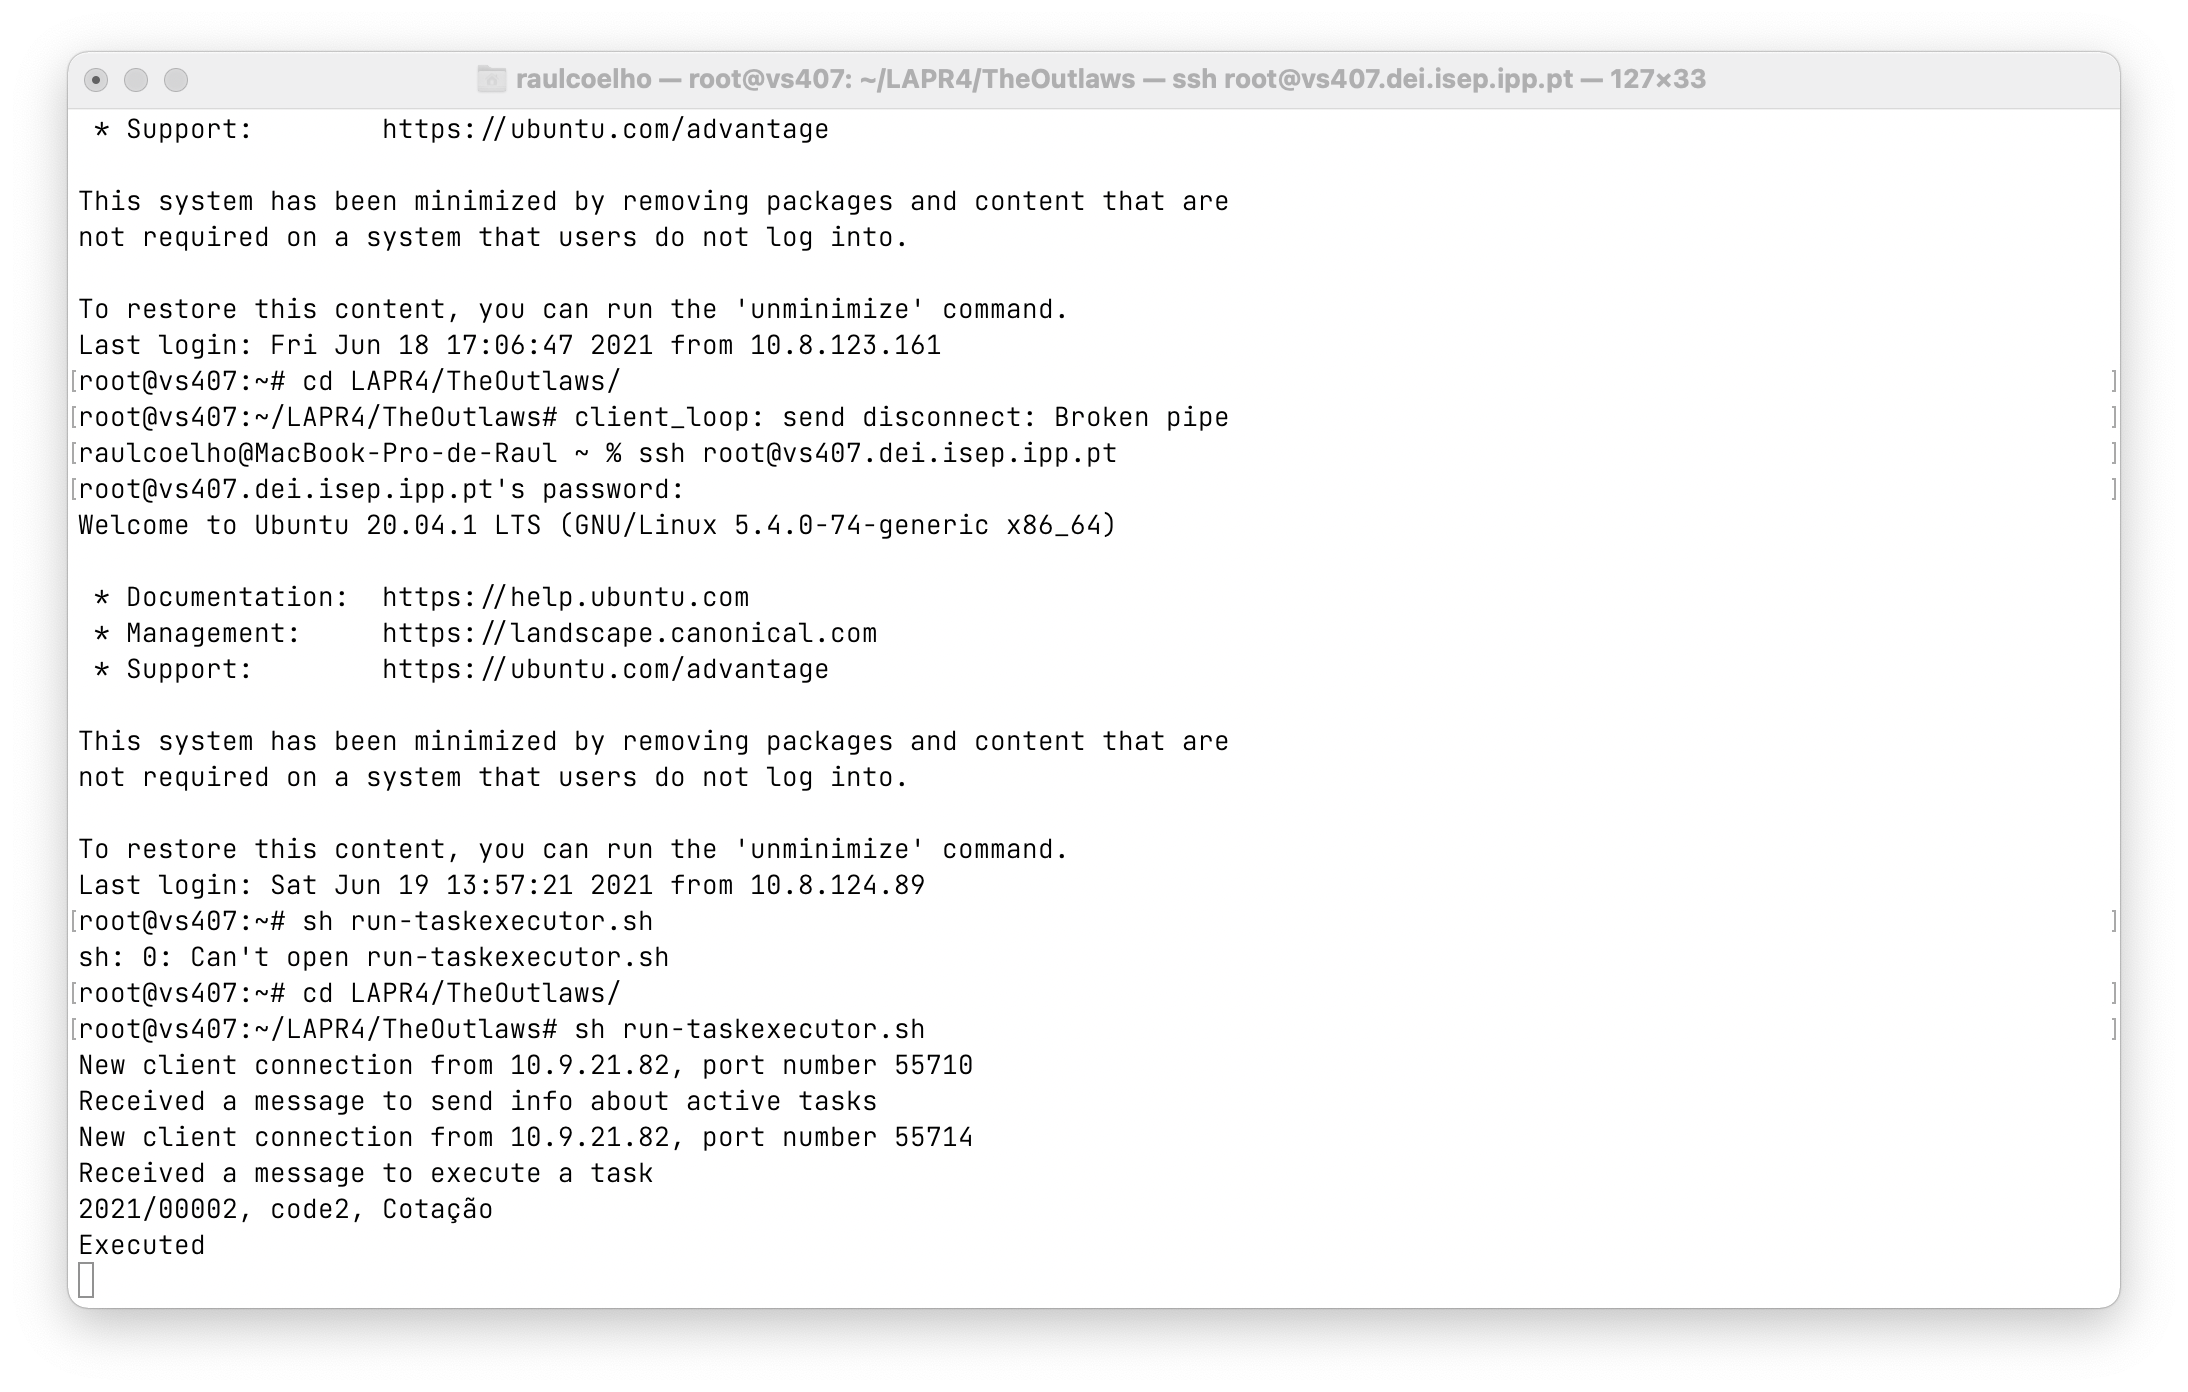 raulcoelho — root@vs407: ~/LAPR4/TheOutlaws — ssh root@vs407.dei.isep.ipp.pt — 127×33
* Support:        https://ubuntu.com/advantage
This system has been minimized by removing packages and content that are
not required on a system that users do not log into.
To restore this content, you can run the 'unminimize' command.
Last login: Fri Jun 18 17:06:47 2021 from 10.8.123.161
[root@vs407:~# cd LAPR4/TheOutlaws/ ]
[root@vs407:~/LAPR4/TheOutlaws# client_loop: send disconnect: Broken pipe ]
[raulcoelho@MacBook-Pro-de-Raul ~ % ssh root@vs407.dei.isep.ipp.pt ]
[root@vs407.dei.isep.ipp.pt's password: ]
Welcome to Ubuntu 20.04.1 LTS (GNU/Linux 5.4.0-74-generic x86_64)
* Documentation:  https://help.ubuntu.com
* Management:     https://landscape.canonical.com
* Support:        https://ubuntu.com/advantage
This system has been minimized by removing packages and content that are
not required on a system that users do not log into.
To restore this content, you can run the 'unminimize' command.
Last login: Sat Jun 19 13:57:21 2021 from 10.8.124.89
[root@vs407:~# sh run-taskexecutor.sh ]
sh: 0: Can't open run-taskexecutor.sh
[root@vs407:~# cd LAPR4/TheOutlaws/ ]
[root@vs407:~/LAPR4/TheOutlaws# sh run-taskexecutor.sh ]
New client connection from 10.9.21.82, port number 55710
Received a message to send info about active tasks
New client connection from 10.9.21.82, port number 55714
Received a message to execute a task
2021/00002, code2, Cotação
Executed